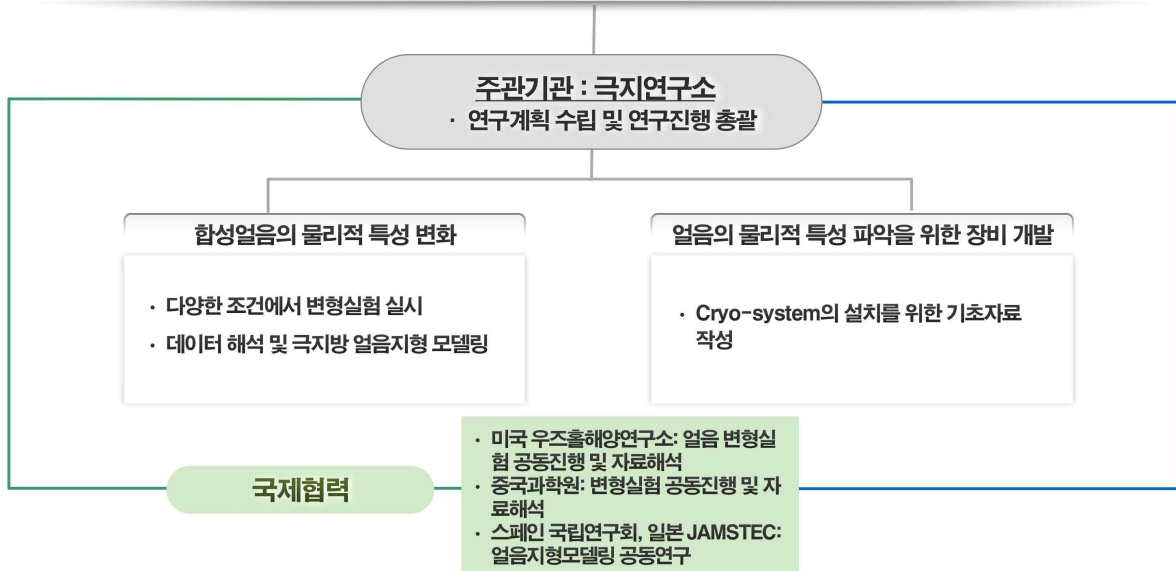 주관기관 : 극지연구소
· 연구계획 수립 및 연구진행 총괄
합성얼음의 물리적 특성 변화
· 다양한 조건에서 변형실험 실시
· 데이터 해석 및 극지방 얼음지형 모델링
얼음의 물리적 특성 파악을 위한 장비 개발
· Cryo-system의 설치를 위한 기초자료
작성
국제협력
· 미국 우즈홀해양연구소: 얼음 변형실
험 공동진행 및 자료해석
· 중국과학원: 변형실험 공동진행 및 자
료해석
· 스페인 국립연구회, 일본 JAMSTEC:
얼음지형모델링 공동연구